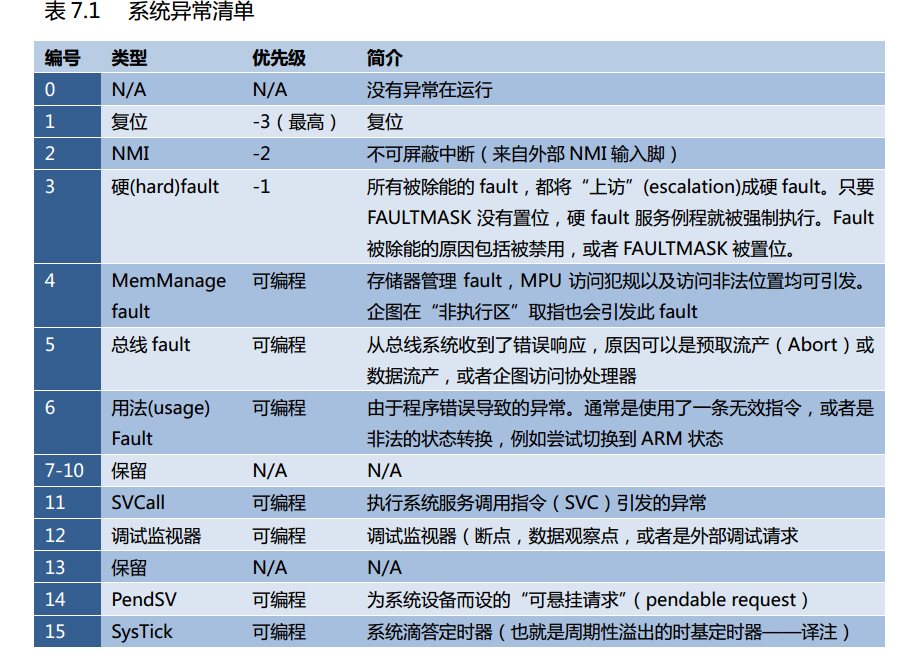 表 7.1 系统异常清单
编号 类型 优先级 简介
0 N/A N/A 没有异常在运行
1 复位 -3（最高） 复位
2 NMI -2 不可屏蔽中断（来自外部 NMI 输入脚）
3 硬(hard)fault -1 所有被除能的 fault，都将“上访”(escalation)成硬 fault。只要
FAULTMASK 没有置位，硬 fault 服务例程就被强制执行。Fault
被除能的原因包括被禁用，或者 FAULTMASK 被置位。
4 MemManage 可编程 存储器管理 fault，MPU 访问犯规以及访问非法位置均可引发。
fault 企图在“非执行区”取指也会引发此 fault
5 总线 fault 可编程 从总线系统收到了错误响应，原因可以是预取流产（Abort）或
数据流产，或者企图访问协处理器
6 用法(usage) 可编程 由于程序错误导致的异常。通常是使用了一条无效指令，或者是
Fault 非法的状态转换，例如尝试切换到 ARM 状态
7-10 保留 N/A N/A
11 SVCall 可编程 执行系统服务调用指令（SVC）引发的异常
12 调试监视器 可编程 调试监视器（断点，数据观察点，或者是外部调试请求
13 保留 N/A N/A
14 PendSV 可编程 为系统设备而设的“可悬挂请求”（pendable request）
15 SysTick 可编程 系统滴答定时器（也就是周期性溢出的时基定时器——译注）